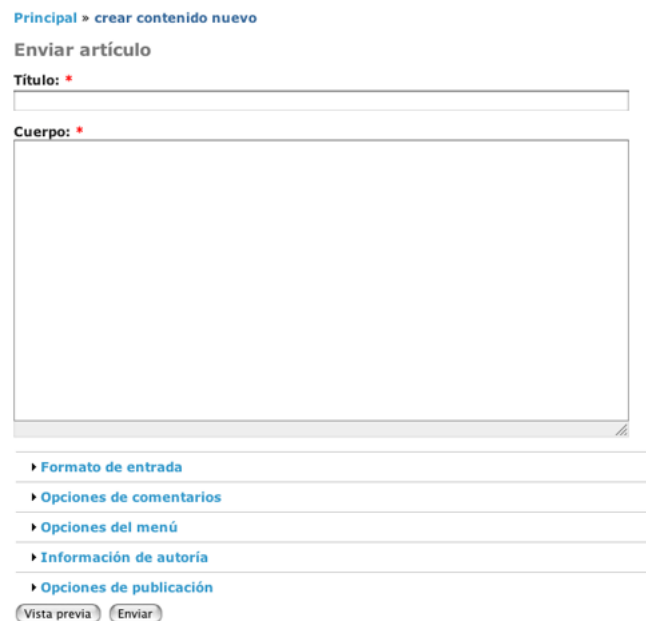 Principal » crear contenido nuevo
Enviar artículo
Título: *
Cuerpo: *
Formato de entrada
Opciones de comentarios
Opciones del menú
Información de autoría
Opciones de publicación
Vista previa Enviar